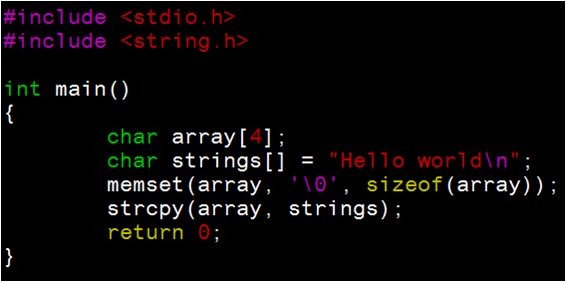 #include <stdio.h>
#include <string.h>

int main()
{
        char array[4];
        char strings[] = "Hello world\n";
        memset(array, '\0', sizeof(array));
        strcpy(array, strings);
        return 0;
}